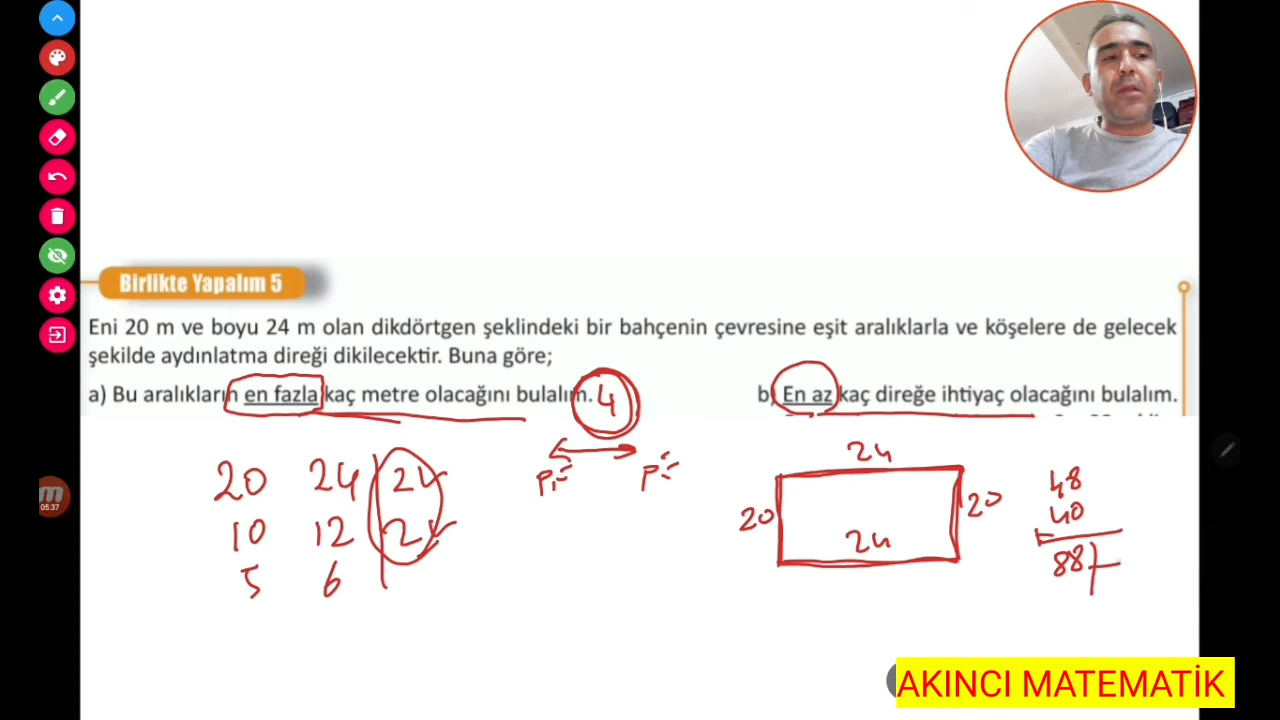 Birlikte Yapalım 5
Eni 20 m ve boyu 24 m olan dikdörtgen şeklindeki bir bahçenin çevresine eşit aralıklarla ve köşelere de gelecek
şekilde aydınlatma direği dikilecektir. Buna göre;
a) Bu aralıkların en fazla kaç metre olacağını bulalım. 4
b) En az kaç direğe ihtiyaç olacağını bulalım.
20 24 2
10 12 2
5 6
24
20 20
24
48
40
88
05:37
AKINCI MATEMATİK